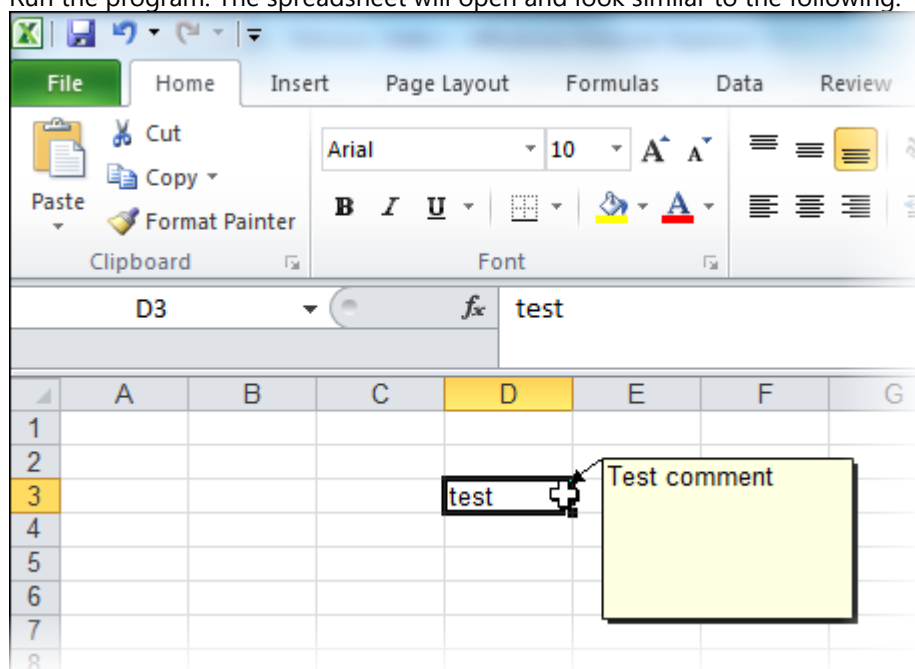 Run the program. The spreadsheet will open and look similar to the following:
File Home Insert Page Layout Formulas Data Review
Cut
Copy
Paste
Format Painter
Arial 10 A A
B I U A
Clipboard Font
D3 fx test
A B C D E F G
1
2
3 test
Test comment
4
5
6
7
8